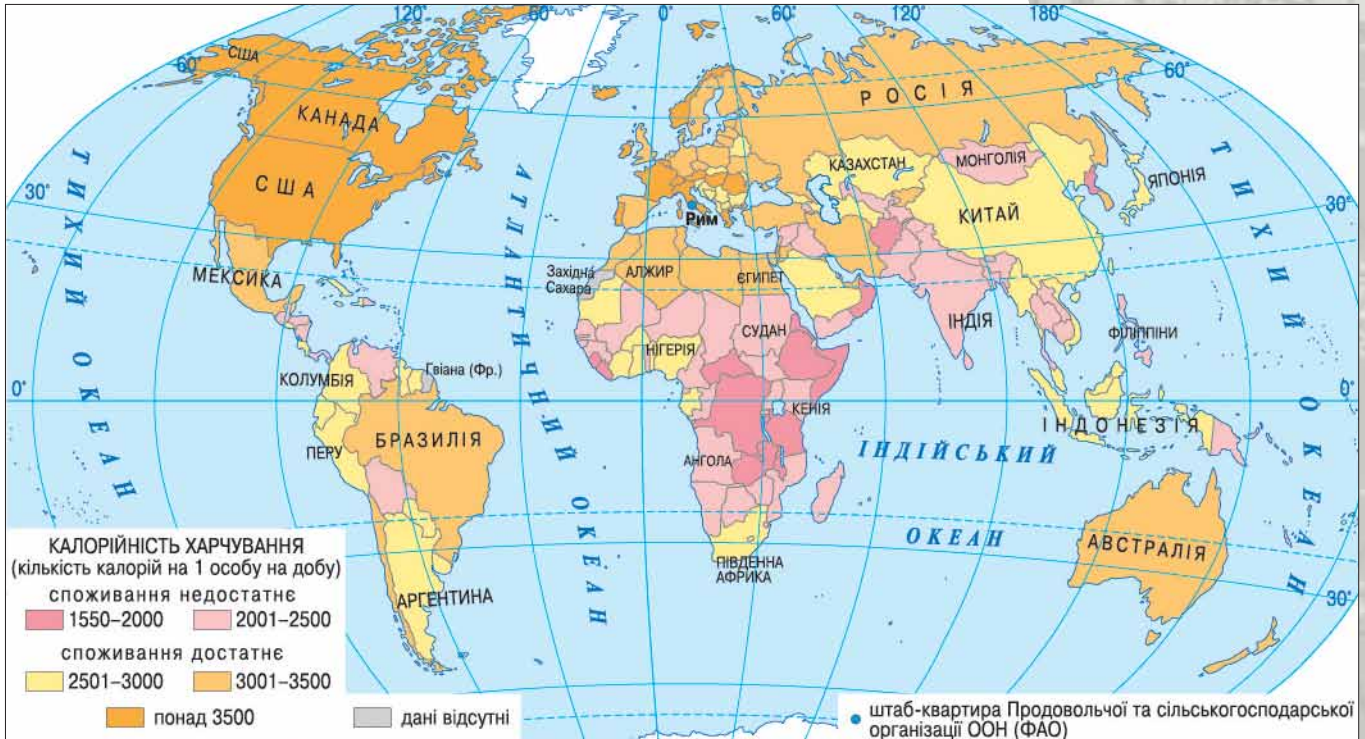 120° 60° 0° 60° 120° 180°
60°
США
60°
КАНАДА
РОСІЯ
США
КАЗАХСТАН
МОНГОЛІЯ
ЯПОНІЯ
КИТАЙ
Рим
30°
30°
ТИХИЙ ОКЕАН
АТЛАНТИЧНИЙ ОКЕАН
ТИХИЙ ОКЕАН
МЕКСИКА
Західна
Сахара
АЛЖИР
ЄГИПЕТ
СУДАН
НІГЕРІЯ
ІНДІЯ
ФІЛІППІНИ
КОЛУМБІЯ
Гвіана (Фр.)
0°
0°
КЕНІЯ
ІНДОНЕЗІЯ
БРАЗИЛІЯ
ПЕРУ
АНГОЛА
ІНДІЙСЬКИЙ
ОКЕАН
АВСТРАЛІЯ
ПІВДЕННА
АФРИКА
АРГЕНТИНА
30°
КАЛОРІЙНІСТЬ ХАРЧУВАННЯ
(кількість калорій на 1 особу на добу)
споживання недостатнє
1550–2000 2001–2500
споживання достатнє
2501–3000 3001–3500
понад 3500 дані відсутні
штаб-квартира Продовольчої та сільськогосподарської
організації ООН (ФАО)